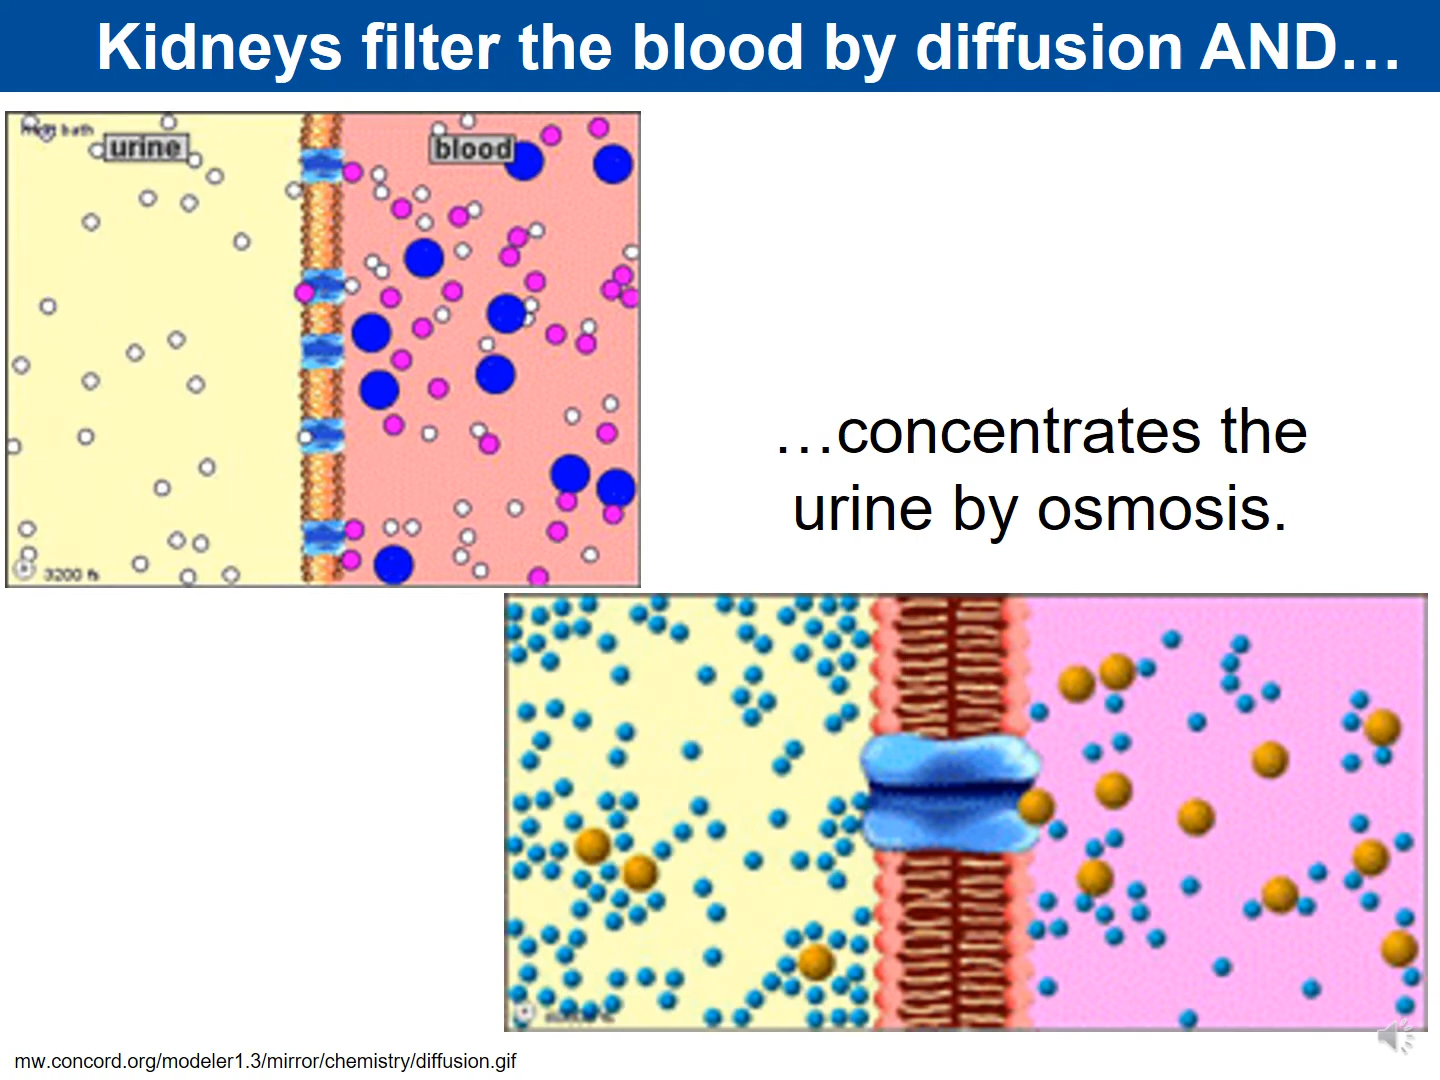 Kidneys filter the blood by diffusion AND…
urine
blood
3200 fs
…concentrates the
urine by osmosis.
mw.concord.org/modeler1.3/mirror/chemistry/diffusion.gif